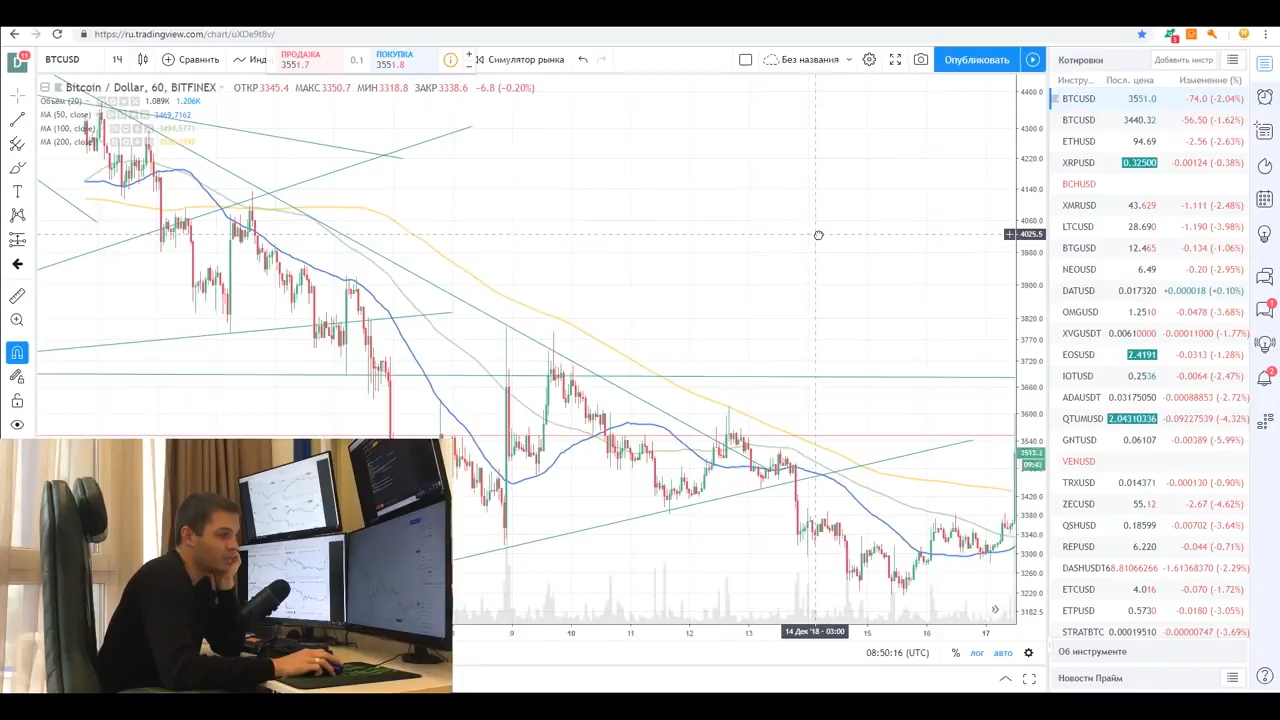 https://ru.tradingview.com/chart/uXDe9t8v/
BTCUSD
1Ч
Сравнить
Инд
ПРОДАЖА
3551.7
0.1
ПОКУПКА
3551.8
Симулятор рынка
Без названия
Опубликовать
Котировки
Добавить инстр
Bitcoin / Dollar, 60, BITFINEX
ОТКР 3345.4 МАКС 3350.7 МИН 3318.8 ЗАКР 3338.6 -6.8 (-0.20%)
Объём (20) 1.089K 1.206K
MA (50, close) 3469.7162
MA (100, close)
MA (200, close)
4400.0
4300.0
4220.0
4140.0
4060.0
4025.5
3980.0
3900.0
3820.0
3770.0
3720.0
3660.0
3600.0
3540.0
3420.0
3380.0
3340.0
3300.0
3260.0
3220.0
3182.5
9 10 11 12 13 14 Дек '18 - 03:00 15 16 17
08:50:16 (UTC) % лог авто
Инстру... Посл. цена Изменение (%)
BTCUSD 3551.0 -74.0 (-2.04%)
BTCUSD 3440.32 -56.50 (-1.62%)
ETHUSD 94.69 -2.56 (-2.63%)
XRPUSD 0.32500 -0.00124 (-0.38%)
BCHUSD
XMRUSD 43.629 -1.111 (-2.48%)
LTCUSD 28.690 -1.190 (-3.98%)
BTGUSD 12.465 -0.134 (-1.06%)
NEOUSD 6.49 -0.20 (-2.95%)
DATUSD 0.017320 +0.000018 (+0.10%)
OMGUSD 1.2510 -0.0478 (-3.68%)
XVGUSDT 0.00610000 -0.00011000 (-1.77%)
EOSUSD 2.4191 -0.0313 (-1.28%)
IOTUSD 0.2536 -0.0064 (-2.47%)
ADAUSDT 0.03175050 -0.00088853 (-2.72%)
QTUMUSD 2.04310336 -0.09227539 (-4.32%)
GNTUSD 0.06107 -0.00389 (-5.99%)
VENUSD
TRXUSD 0.014371 -0.000130 (-0.90%)
ZECUSD 55.12 -2.67 (-4.62%)
QSHUSD 0.18599 -0.00702 (-3.64%)
REPUSD 6.220 -0.044 (-0.71%)
DASHUSDT 68.81066266 -1.61368370 (-2.29%)
ETCUSD 4.016 -0.070 (-1.72%)
ETPUSD 0.5730 -0.0180 (-3.05%)
STRATBTC 0.00019510 -0.00000747 (-3.69%)
Об инструменте
Новости Прайм